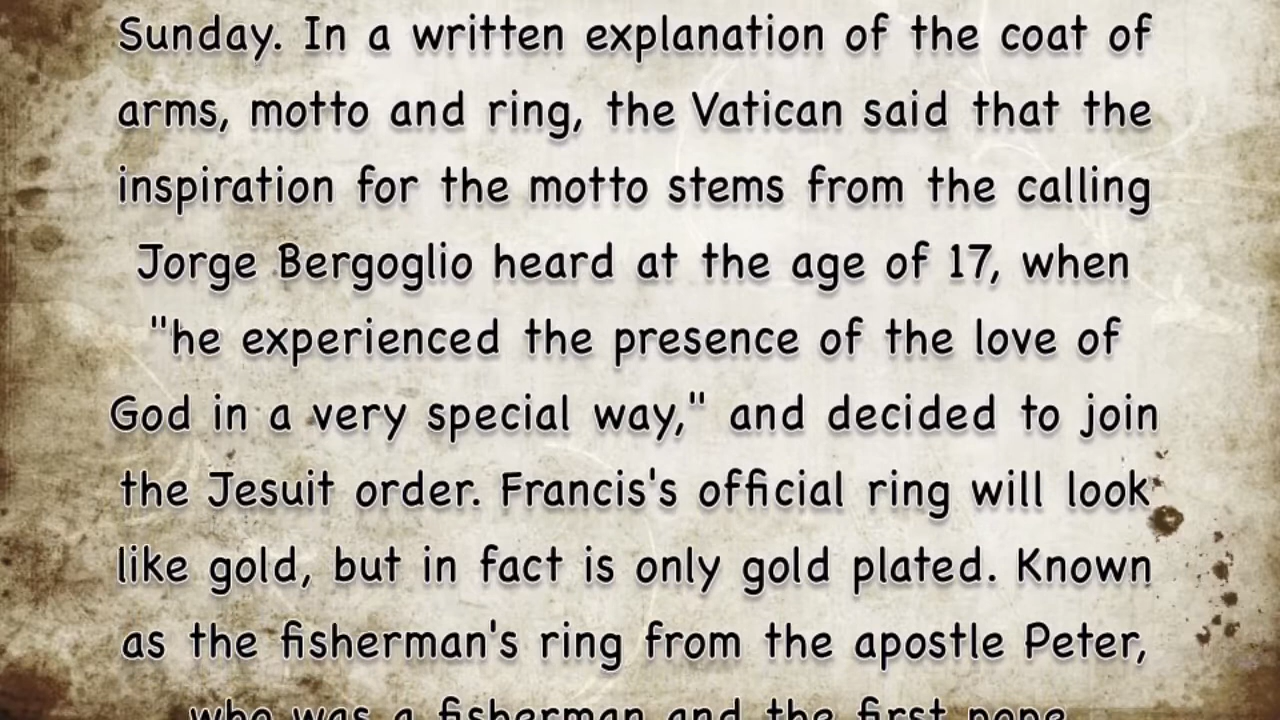 Sunday. In a written explanation of the coat of
arms, motto and ring, the Vatican said that the
inspiration for the motto stems from the calling
Jorge Bergoglio heard at the age of 17, when
"he experienced the presence of the love of
God in a very special way," and decided to join
the Jesuit order. Francis's official ring will look
like gold, but in fact is only gold plated. Known
as the fisherman's ring from the apostle Peter,
who was a fisherman and the first pope